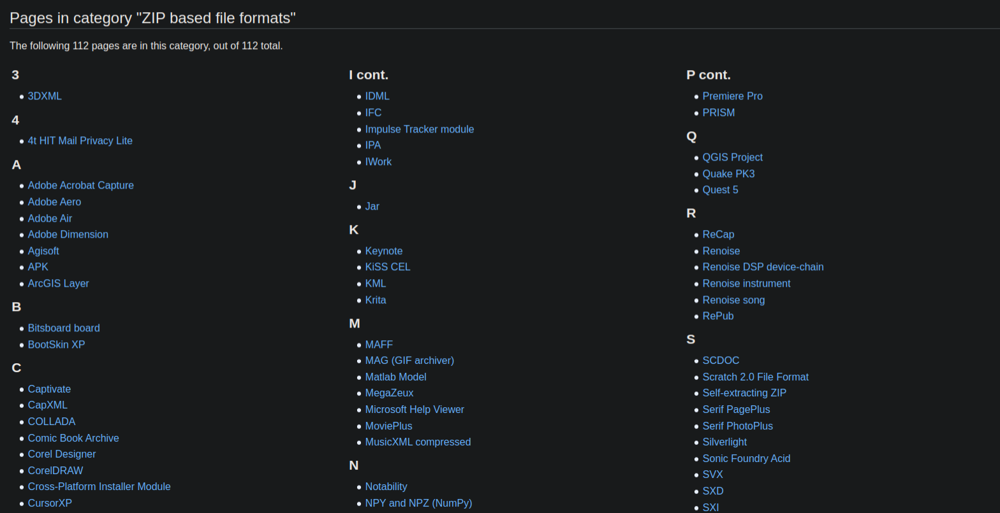 Pages in category "ZIP based file formats"
The following 112 pages are in this category, out of 112 total.
3
3DXML
4
4t HIT Mail Privacy Lite
A
Adobe Acrobat Capture
Adobe Aero
Adobe Air
Adobe Dimension
Agisoft
APK
ArcGIS Layer
B
Bitsboard board
BootSkin XP
C
Captivate
CapXML
COLLADA
Comic Book Archive
Corel Designer
CorelDRAW
Cross-Platform Installer Module
CursorXP
I cont.
IDML
IFC
Impulse Tracker module
IPA
IWork
J
Jar
K
Keynote
KiSS CEL
KML
Krita
M
MAFF
MAG (GIF archiver)
Matlab Model
MegaZeux
Microsoft Help Viewer
MoviePlus
MusicXML compressed
N
Notability
NPY and NPZ (NumPy)
P cont.
Premiere Pro
PRISM
Q
QGIS Project
Quake PK3
Quest 5
R
ReCap
Renoise
Renoise DSP device-chain
Renoise instrument
Renoise song
RePub
S
SCDOC
Scratch 2.0 File Format
Self-extracting ZIP
Serif PagePlus
Serif PhotoPlus
Silverlight
Sonic Foundry Acid
SVX
SXD
SXI